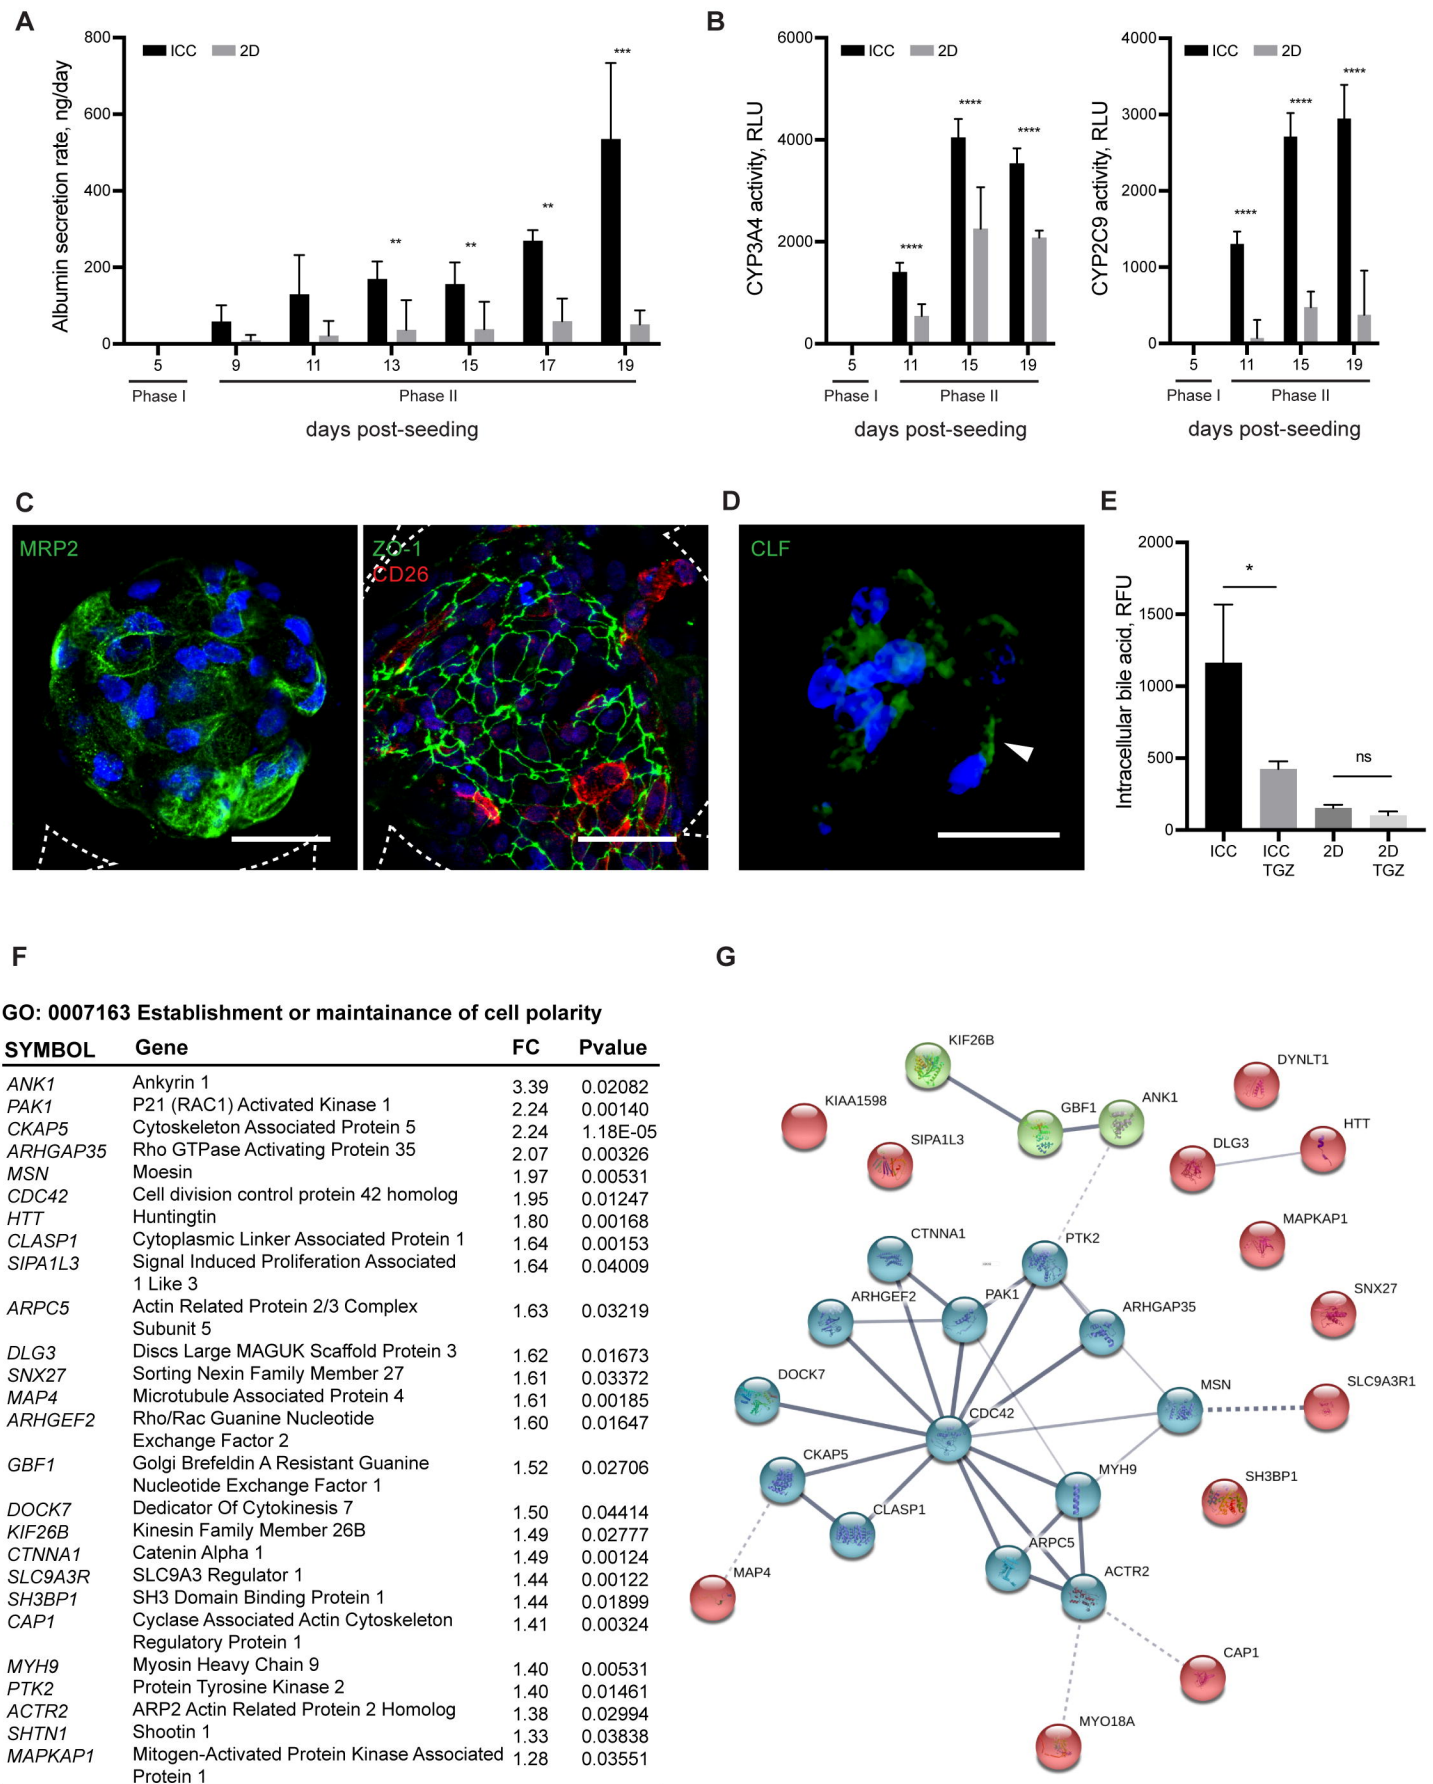 A
Albumin secretion rate, ng/day
800
600
400
200
0
ICC 2D
** ** ** ***
5 9 11 13 15 17 19
Phase I Phase II
days post-seeding
B
CYP3A4 activity, RLU
6000
4000
2000
0
ICC 2D
**** **** ****
5 11 15 19
Phase I Phase II
days post-seeding
CYP2C9 activity, RLU
4000
3000
2000
1000
0
ICC 2D
**** **** ****
5 11 15 19
Phase I Phase II
days post-seeding
C
MRP2
ZO-1
CD26
D
CLF
E
Intracellular bile acid, RFU
2000
1500
1000
500
0
*
ns
ICC ICC 2D 2D
TGZ TGZ
F
GO: 0007163 Establishment or maintainance of cell polarity
SYMBOL Gene FC Pvalue
ANK1 Ankyrin 1 3.39 0.02082
PAK1 P21 (RAC1) Activated Kinase 1 2.24 0.00140
CKAP5 Cytoskeleton Associated Protein 5 2.24 1.18E-05
ARHGAP35 Rho GTPase Activating Protein 35 2.07 0.00326
MSN Moesin 1.97 0.00531
CDC42 Cell division control protein 42 homolog 1.95 0.01247
HTT Huntingtin 1.80 0.00168
CLASP1 Cytoplasmic Linker Associated Protein 1 1.64 0.00153
SIPA1L3 Signal Induced Proliferation Associated 1.64 0.04009
1 Like 3
ARPC5 Actin Related Protein 2/3 Complex 1.63 0.03219
Subunit 5
DLG3 Discs Large MAGUK Scaffold Protein 3 1.62 0.01673
SNX27 Sorting Nexin Family Member 27 1.61 0.03372
MAP4 Microtubule Associated Protein 4 1.61 0.00185
ARHGEF2 Rho/Rac Guanine Nucleotide 1.60 0.01647
Exchange Factor 2
GBF1 Golgi Brefeldin A Resistant Guanine 1.52 0.02706
Nucleotide Exchange Factor 1
DOCK7 Dedicator Of Cytokinesis 7 1.50 0.04414
KIF26B Kinesin Family Member 26B 1.49 0.02777
CTNNA1 Catenin Alpha 1 1.49 0.00124
SLC9A3R SLC9A3 Regulator 1 1.44 0.00122
SH3BP1 SH3 Domain Binding Protein 1 1.44 0.01899
CAP1 Cyclase Associated Actin Cytoskeleton 1.41 0.00324
Regulatory Protein 1
MYH9 Myosin Heavy Chain 9 1.40 0.00531
PTK2 Protein Tyrosine Kinase 2 1.40 0.01461
ACTR2 ARP2 Actin Related Protein 2 Homolog 1.38 0.02994
SHTN1 Shootin 1 1.33 0.03838
MAPKAP1 Mitogen-Activated Protein Kinase Associated 1.28 0.03551
Protein 1
G
KIF26B
DYNLT1
KIAA1598
GBF1
ANK1
HTT
SIPA1L3
DLG3
MAPKAP1
CTNNA1
PTK2
SNX27
ARHGEF2
PAK1
ARHGAP35
DOCK7
MSN
SLC9A3R1
CDC42
CKAP5
MYH9
SH3BP1
CLASP1
ARPC5
MAP4
ACTR2
CAP1
MYO18A